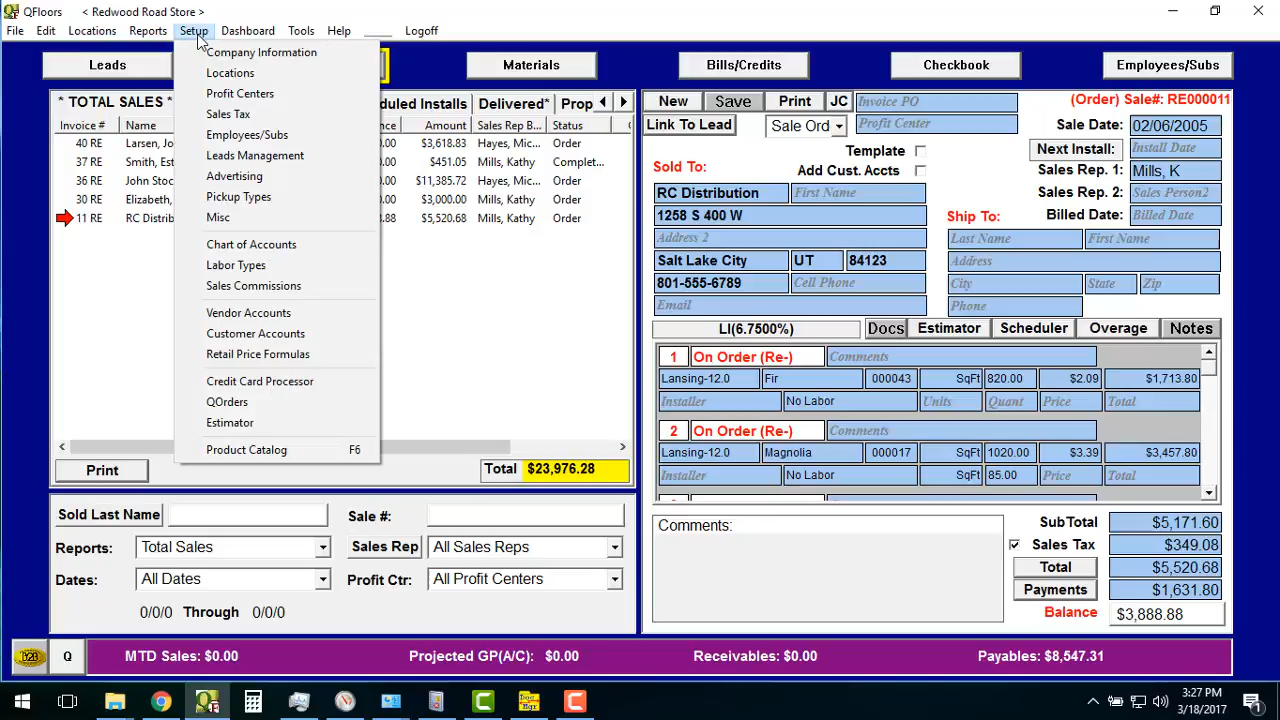 QFloors < Redwood Road Store >
File Edit Locations Reports Setup Dashboard Tools Help Logoff
Leads Materials Bills/Credits Checkbook Employees/Subs
Company Information
Locations
Profit Centers
Sales Tax
Employees/Subs
Leads Management
Advertising
Pickup Types
Misc
Chart of Accounts
Labor Types
Sales Commissions
Vendor Accounts
Customer Accounts
Retail Price Formulas
Credit Card Processor
QOrders
Estimator
Product Catalog F6
* TOTAL SALES * duled Installs Delivered* Prop
Invoice # Name nce Amount Sales Rep B... Status
40 RE Larsen, Jo .00 $3,618.83 Hayes, Mic... Order
37 RE Smith, Est .00 $451.05 Mills, Kathy Complet...
36 RE John Stoc .00 $11,385.72 Hayes, Mic... Order
30 RE Elizabeth, .00 $3,000.00 Mills, Kathy Order
11 RE RC Distrib .88 $5,520.68 Mills, Kathy Order
Print Total $23,976.28
Sold Last Name Sale #:
Reports: Total Sales Sales Rep All Sales Reps
Dates: All Dates Profit Ctr: All Profit Centers
0/0/0 Through 0/0/0
New Save Print JC Invoice PO (Order) Sale#: RE000011
Link To Lead Sale Ord Profit Center Sale Date: 02/06/2005
Template Next Install: Install Date
Add Cust. Accts Sales Rep. 1: Mills, K
Sold To: Sales Rep. 2: Sales Person2
RC Distribution First Name Ship To: Billed Date: Billed Date
1258 S 400 W
Address 2 Last Name First Name
Salt Lake City UT 84123 Address
801-555-6789 Cell Phone City State Zip
Email Phone
LI(6.7500%) Docs Estimator Scheduler Overage Notes
1 On Order (Re-) Comments
Lansing-12.0 Fir 000043 SqFt 820.00 $2.09 $1,713.80
Installer No Labor Units Quant Price Total
2 On Order (Re-) Comments
Lansing-12.0 Magnolia 000017 SqFt 1020.00 $3.39 $3,457.80
Installer No Labor Units 85.00 Price Total
Comments:
SubTotal $5,171.60
Sales Tax $349.08
Total $5,520.68
Payments $1,631.80
Balance $3,888.88
Q MTD Sales: $0.00 Projected GP(A/C): $0.00 Receivables: $0.00 Payables: $8,547.31
3:27 PM
3/18/2017